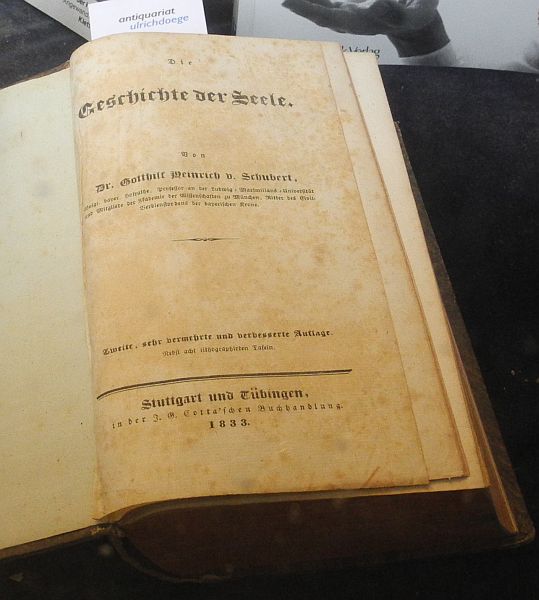 antiquariat
ulrichdoege
Verlag
Die
Geschichte der Seele.
Von
Dr. Gotthilf Heinrich v. Schubert,
Königl. bayer. Hofrathe, Professor an der Ludwig-Maximilians-Universität
und Mitglied der Akademie der Wissenschaften zu München, Ritter des Civil-
Verdienstordens der bayerischen Krone.
Zweite, sehr vermehrte und verbesserte Auflage.
Nebst acht lithographirten Tafeln.
Stuttgart und Tübingen,
in der J. G. Cotta'schen Buchhandlung.
1833.